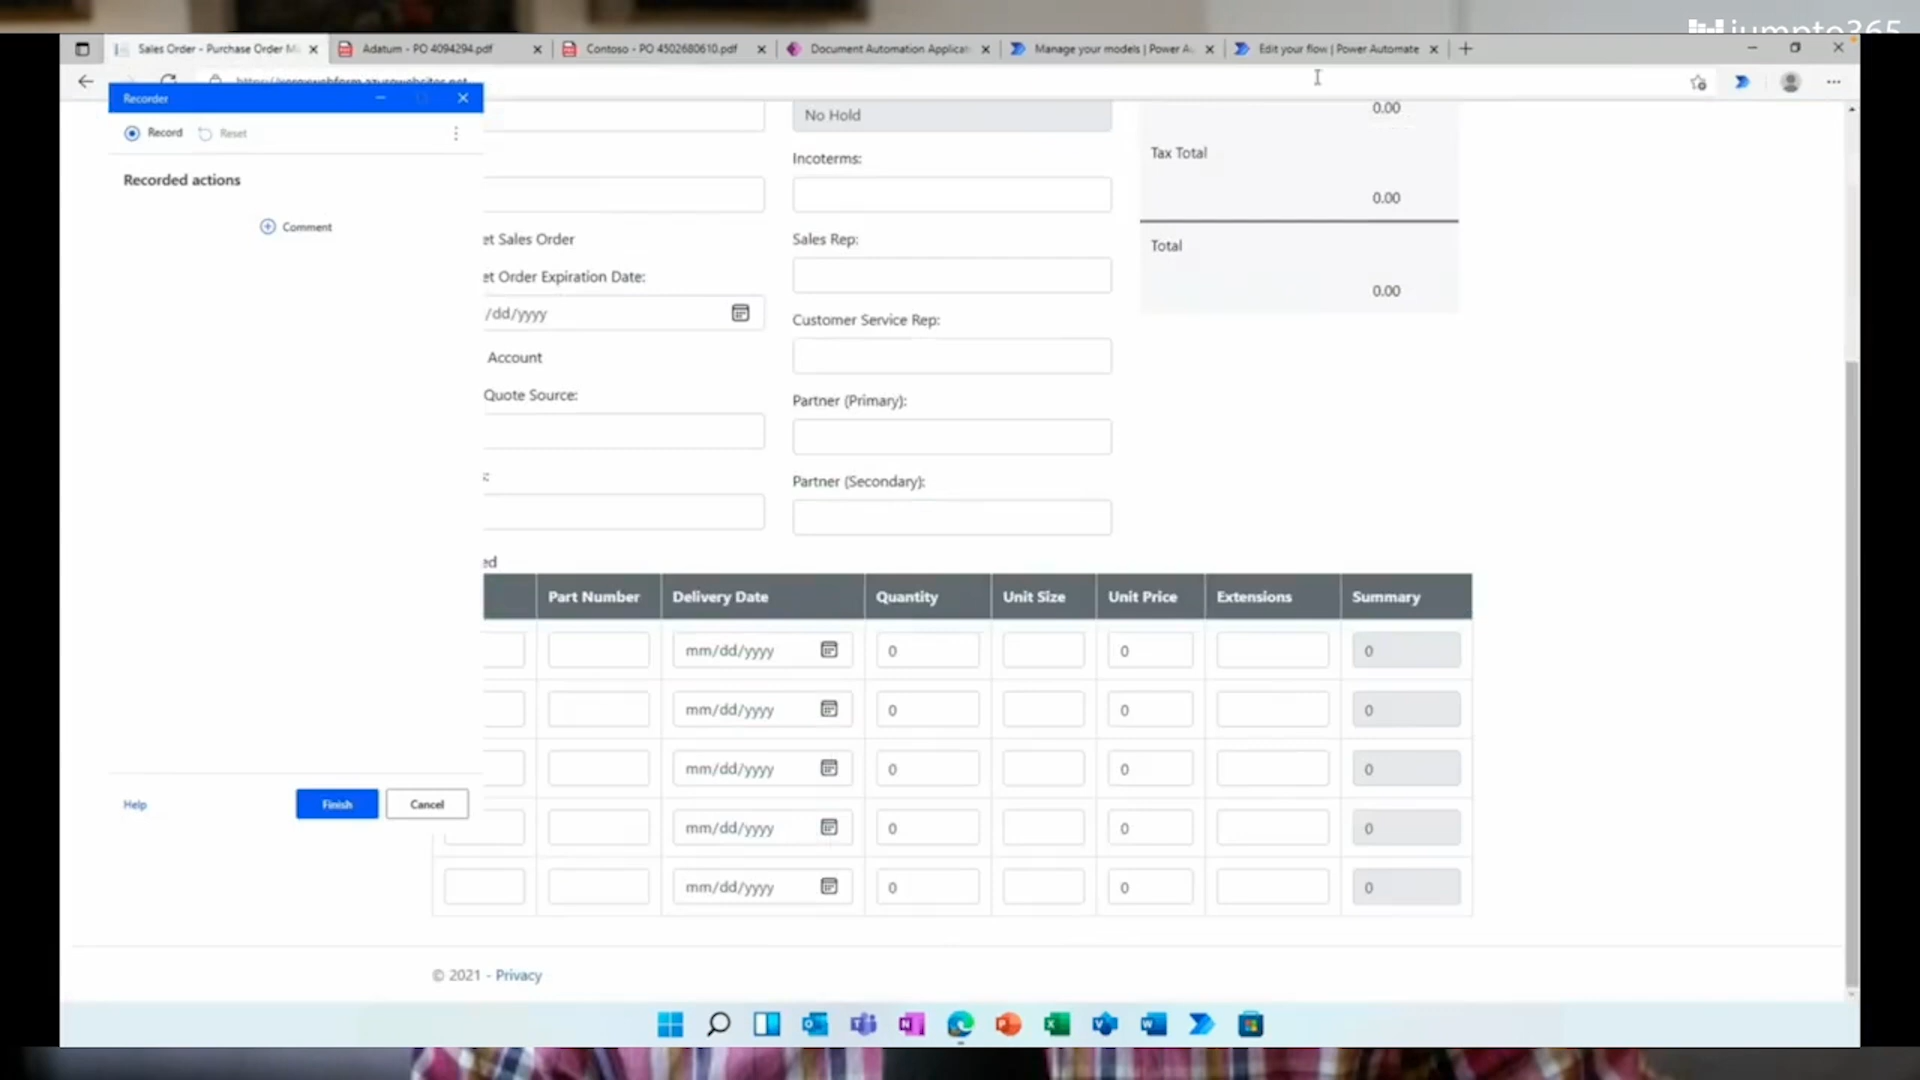 jumpto365
Sales Order - Purchase Order M
Adatum - PO 4094294.pdf
Contoso - PO 4502680610.pdf
Document Automation Applicat
Manage your models | Power A
Edit your flow | Power Automate
Recorder
Record
Reset
Recorded actions
Comment
Help
Finish
Cancel
et Sales Order
et Order Expiration Date:
/dd/yyyy
Account
Quote Source:
No Hold
Incoterms:
Sales Rep:
Customer Service Rep:
Partner (Primary):
Partner (Secondary):
0.00
Tax Total
0.00
Total
0.00
ed
Part Number Delivery Date Quantity Unit Size Unit Price Extensions Summary
mm/dd/yyyy 0 0 0
mm/dd/yyyy 0 0 0
mm/dd/yyyy 0 0 0
mm/dd/yyyy 0 0 0
mm/dd/yyyy 0 0 0
© 2021 - Privacy